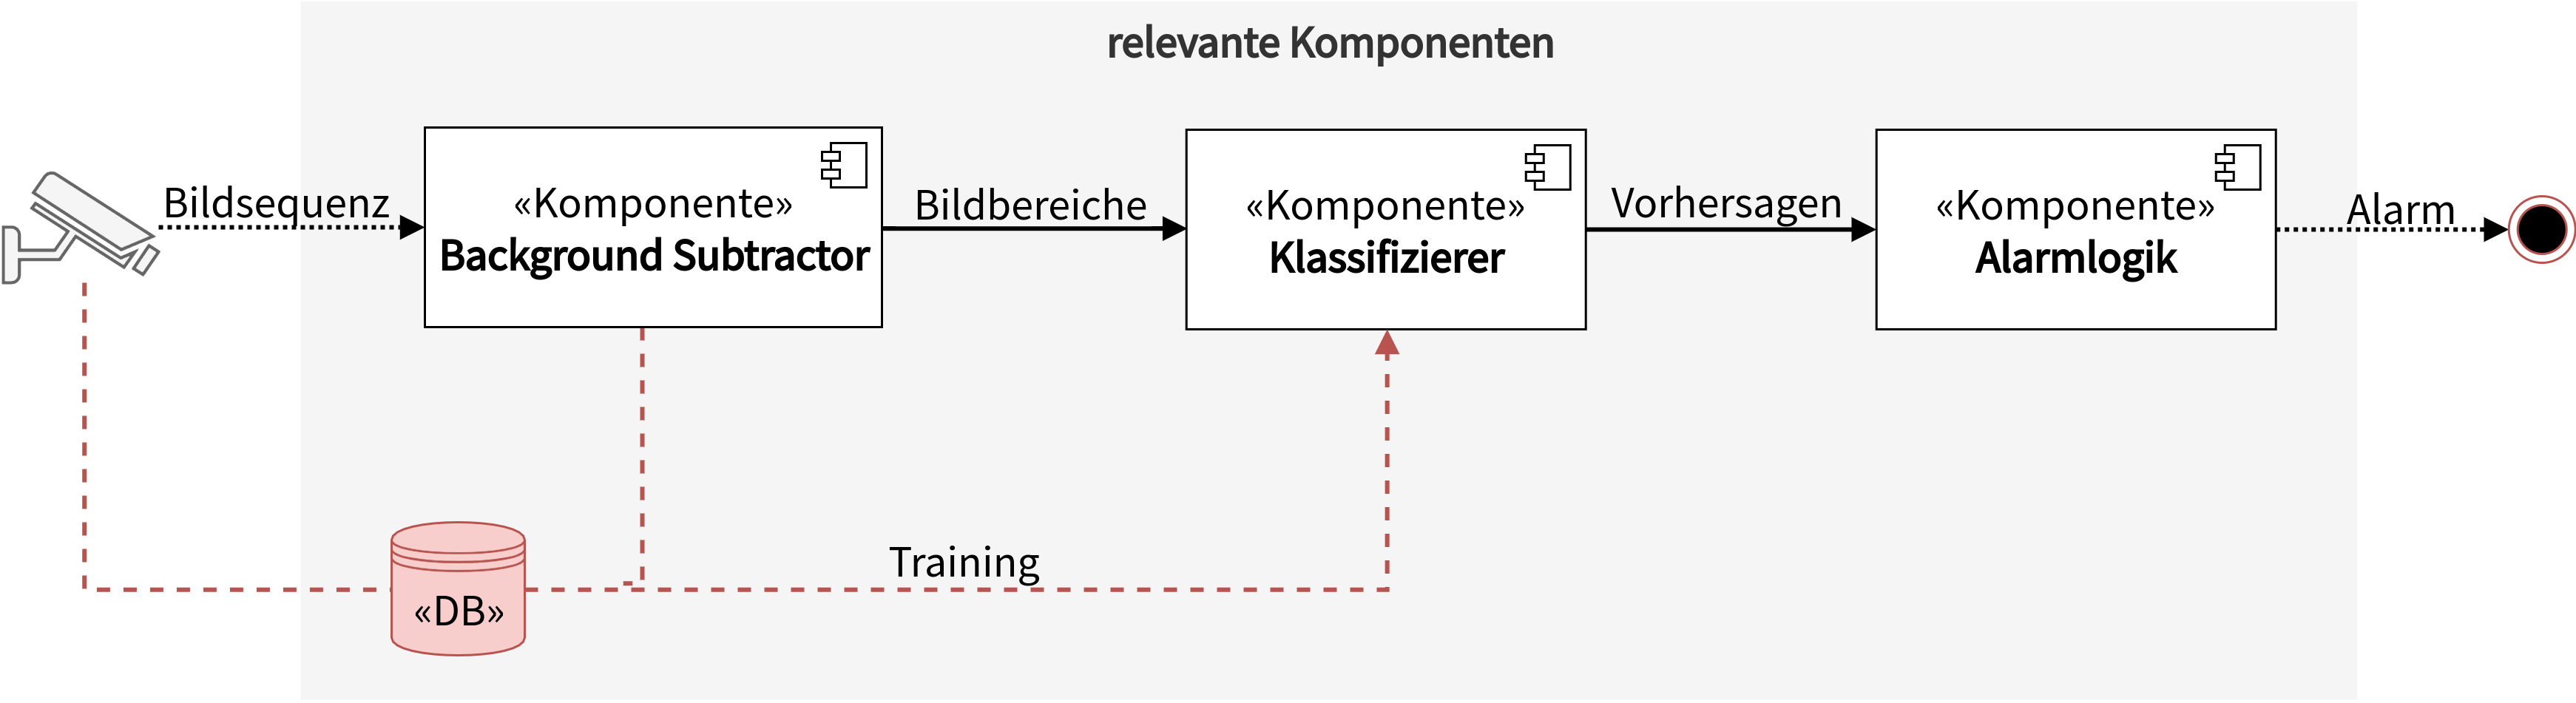 relevante Komponenten
Bildsequenz
«Komponente»
Background Subtractor
Bildbereiche
«Komponente»
Klassifizierer
Vorhersagen
«Komponente»
Alarmlogik
Alarm
Training
«DB»